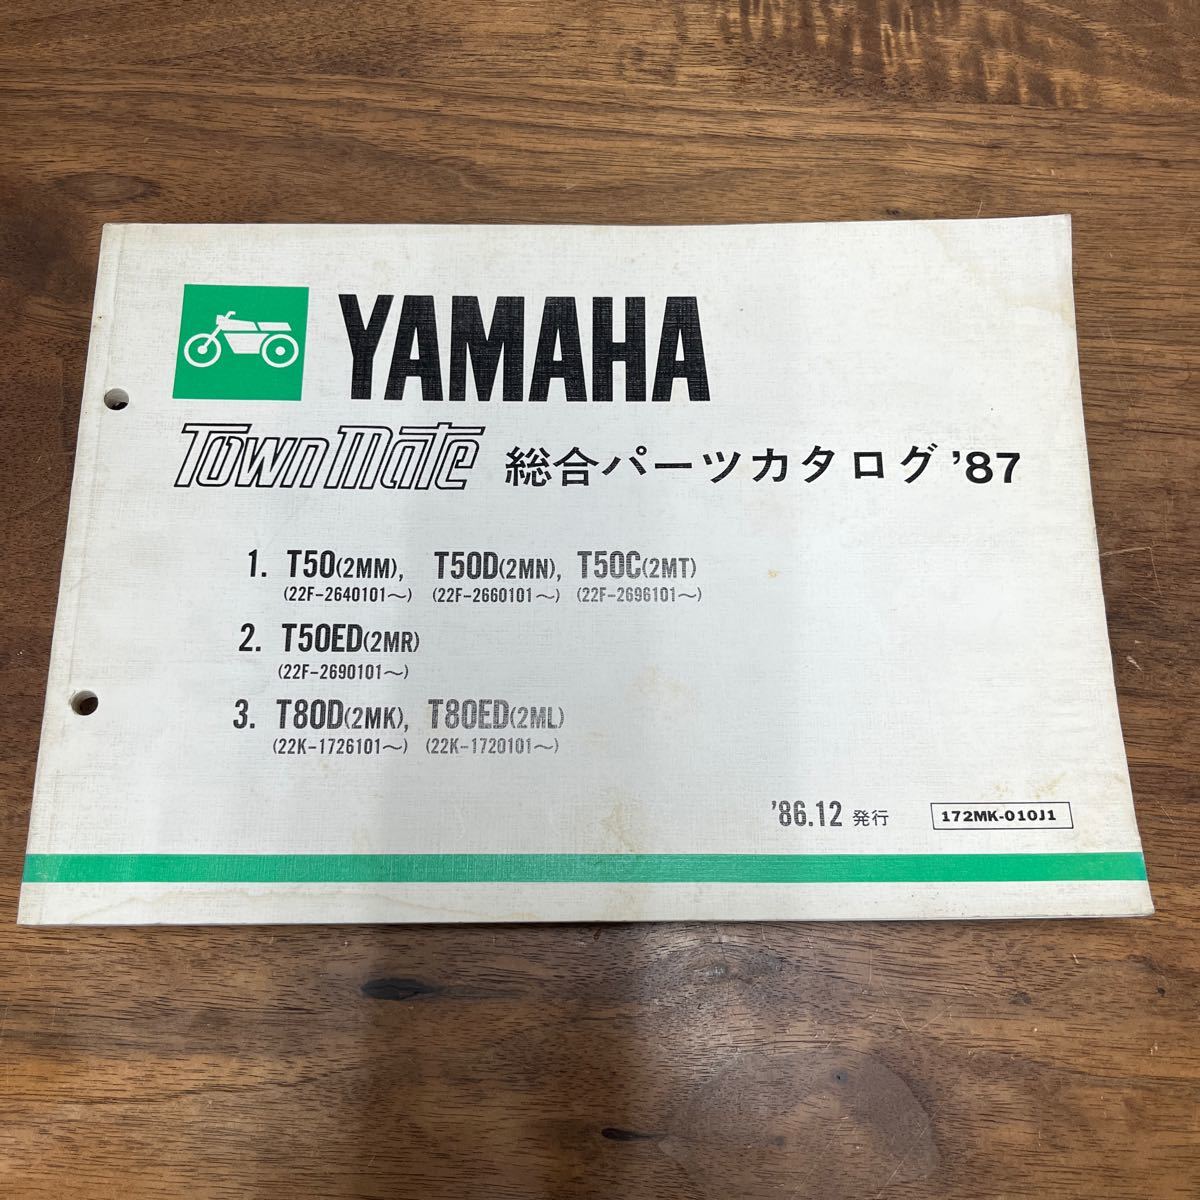 YAMAHA
Townmate 総合パーツカタログ '87
1. T50(2MM), T50D(2MN), T50C(2MT)
(22F-2640101～) (22F-2660101～) (22F-2696101～)
2. T50ED(2MR)
(22F-2690101～)
3. T80D(2MK), T80ED(2ML)
(22K-1726101～) (22K-1720101～)
'86.12 発行 172MK-010J1